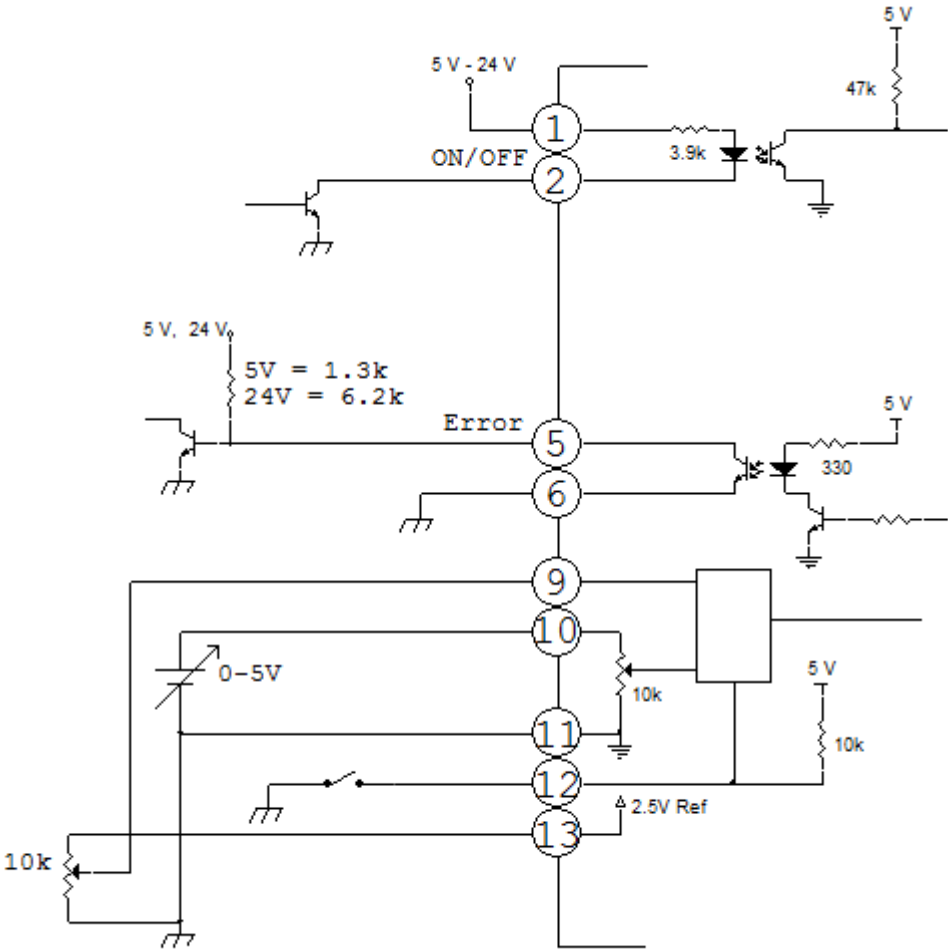 5 V
5 V - 24 V
47k
1
3.9k
ON/OFF
2
5 V, 24 V
5V = 1.3k
24V = 6.2k
Error
5 V
5
330
6
9
10
0-5V
5 V
10k
11
10k
12
2.5V Ref
13
10k